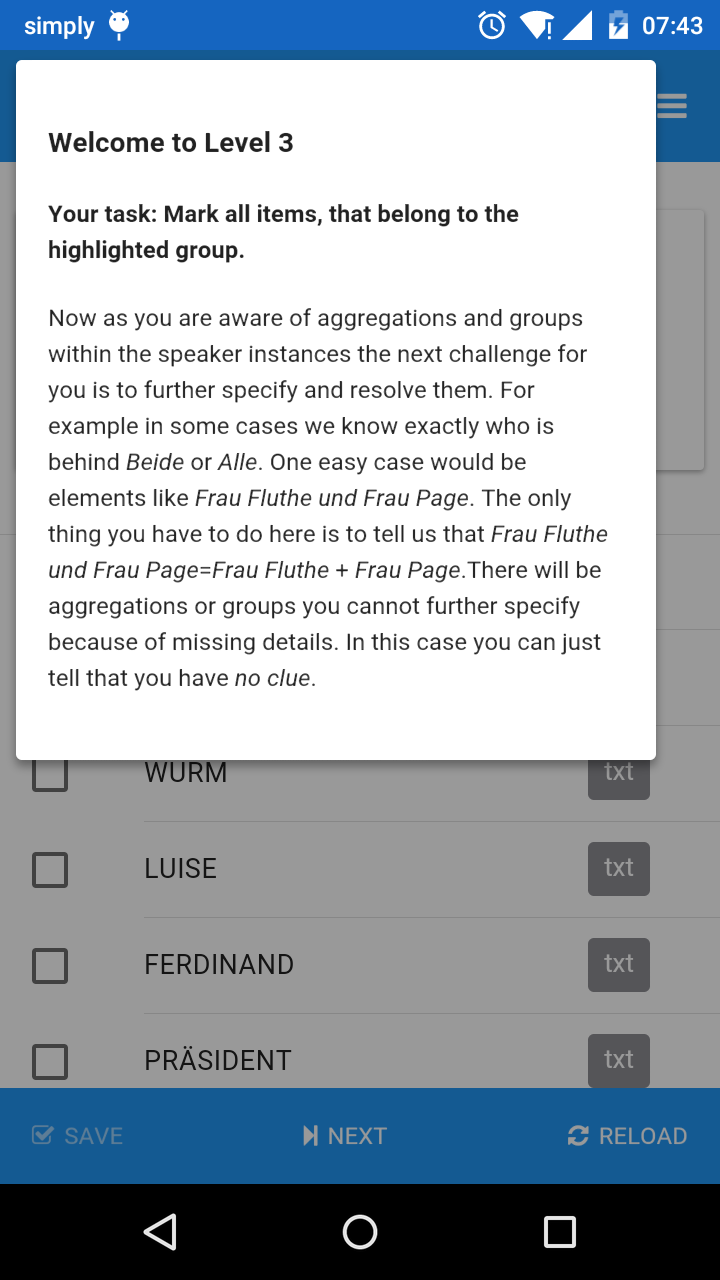 simply 07:43
Welcome to Level 3
Your task: Mark all items, that belong to the
highlighted group.
Now as you are aware of aggregations and groups
within the speaker instances the next challenge for
you is to further specify and resolve them. For
example in some cases we know exactly who is
behind Beide or Alle. One easy case would be
elements like Frau Fluthe und Frau Page. The only
thing you have to do here is to tell us that Frau Fluthe
und Frau Page=Frau Fluthe + Frau Page.There will be
aggregations or groups you cannot further specify
because of missing details. In this case you can just
tell that you have no clue.
WURM txt
LUISE txt
FERDINAND txt
PRÄSIDENT txt
SAVE NEXT RELOAD